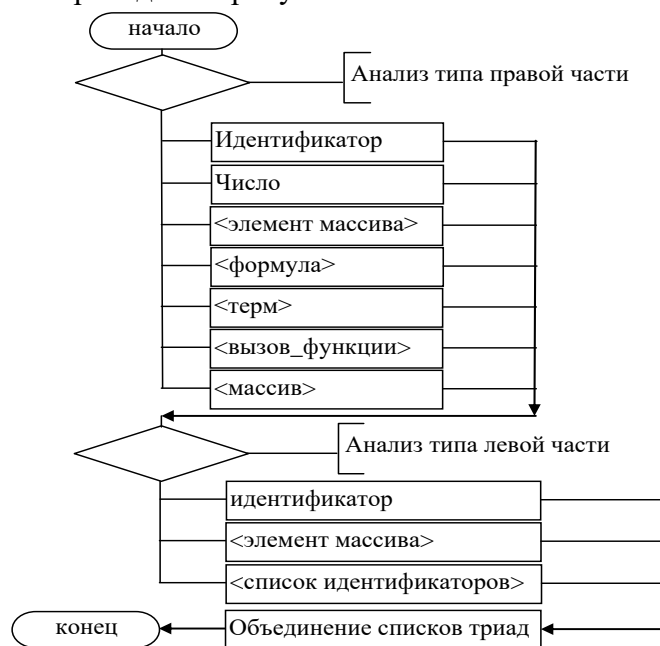 начало
Анализ типа правой части
Идентификатор
Число
<элемент массива>
<формула>
<терм>
<вызов_функции>
<массив>
Анализ типа левой части
идентификатор
<элемент массива>
<список идентификаторов>
конец
Объединение списков триад